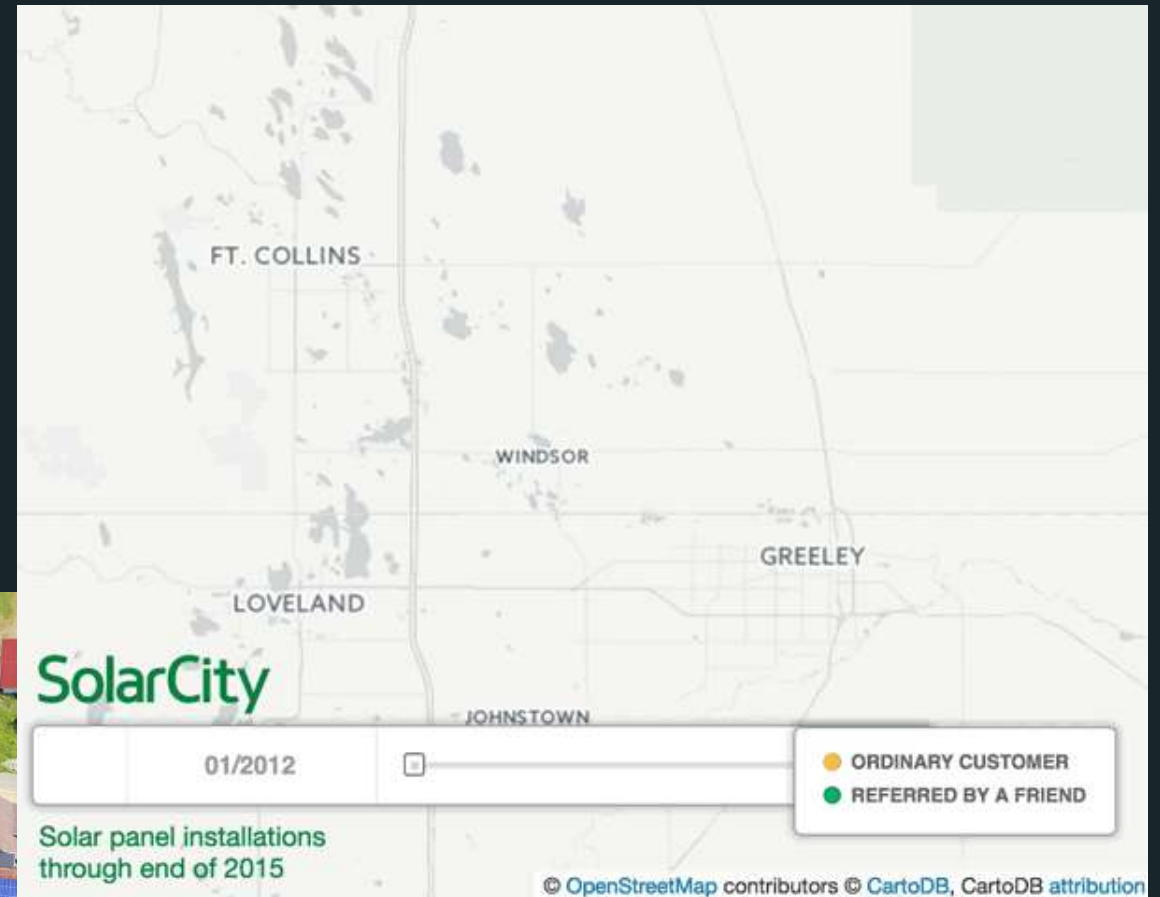 FT. COLLINS
WINDSOR
GREELEY
LOVELAND
SolarCity
JOHNSTOWN
01/2012
ORDINARY CUSTOMER
REFERRED BY A FRIEND
Solar panel installations
through end of 2015
© OpenStreetMap contributors © CartoDB, CartoDB attribution